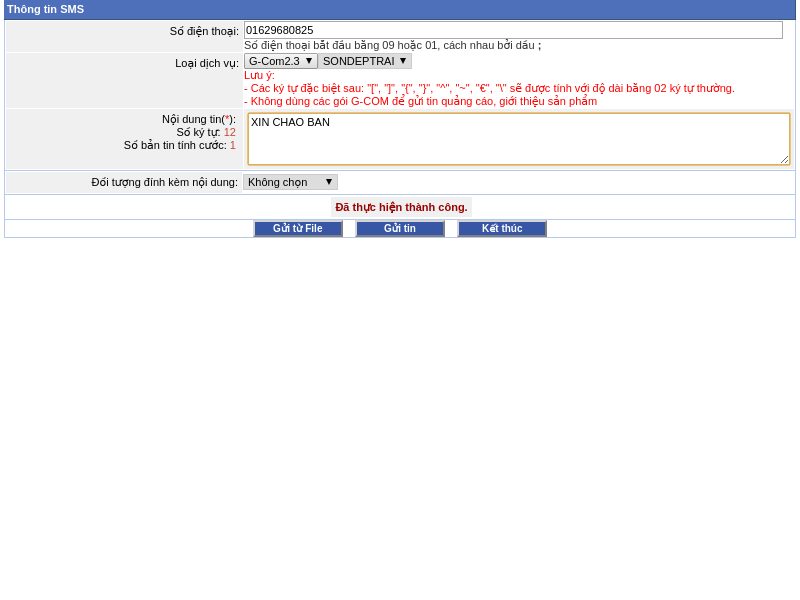 Thông tin SMS
Số điện thoại: 01629680825
Số điện thoại bắt đầu bằng 09 hoặc 01, cách nhau bởi dấu ;
Loại dịch vụ: G-Com2.3 SONDEPTRAI
Lưu ý:
- Các ký tự đặc biệt sau: "[", "]", "{", "}", "^", "~", "€", "\" sẽ được tính với độ dài bằng 02 ký tự thường.
- Không dùng các gói G-COM để gửi tin quảng cáo, giới thiệu sản phẩm
Nội dung tin(*): XIN CHAO BAN
Số ký tự: 12
Số bản tin tính cước: 1
Đối tượng đính kèm nội dung: Không chọn
Đã thực hiện thành công.
Gửi từ File Gửi tin Kết thúc